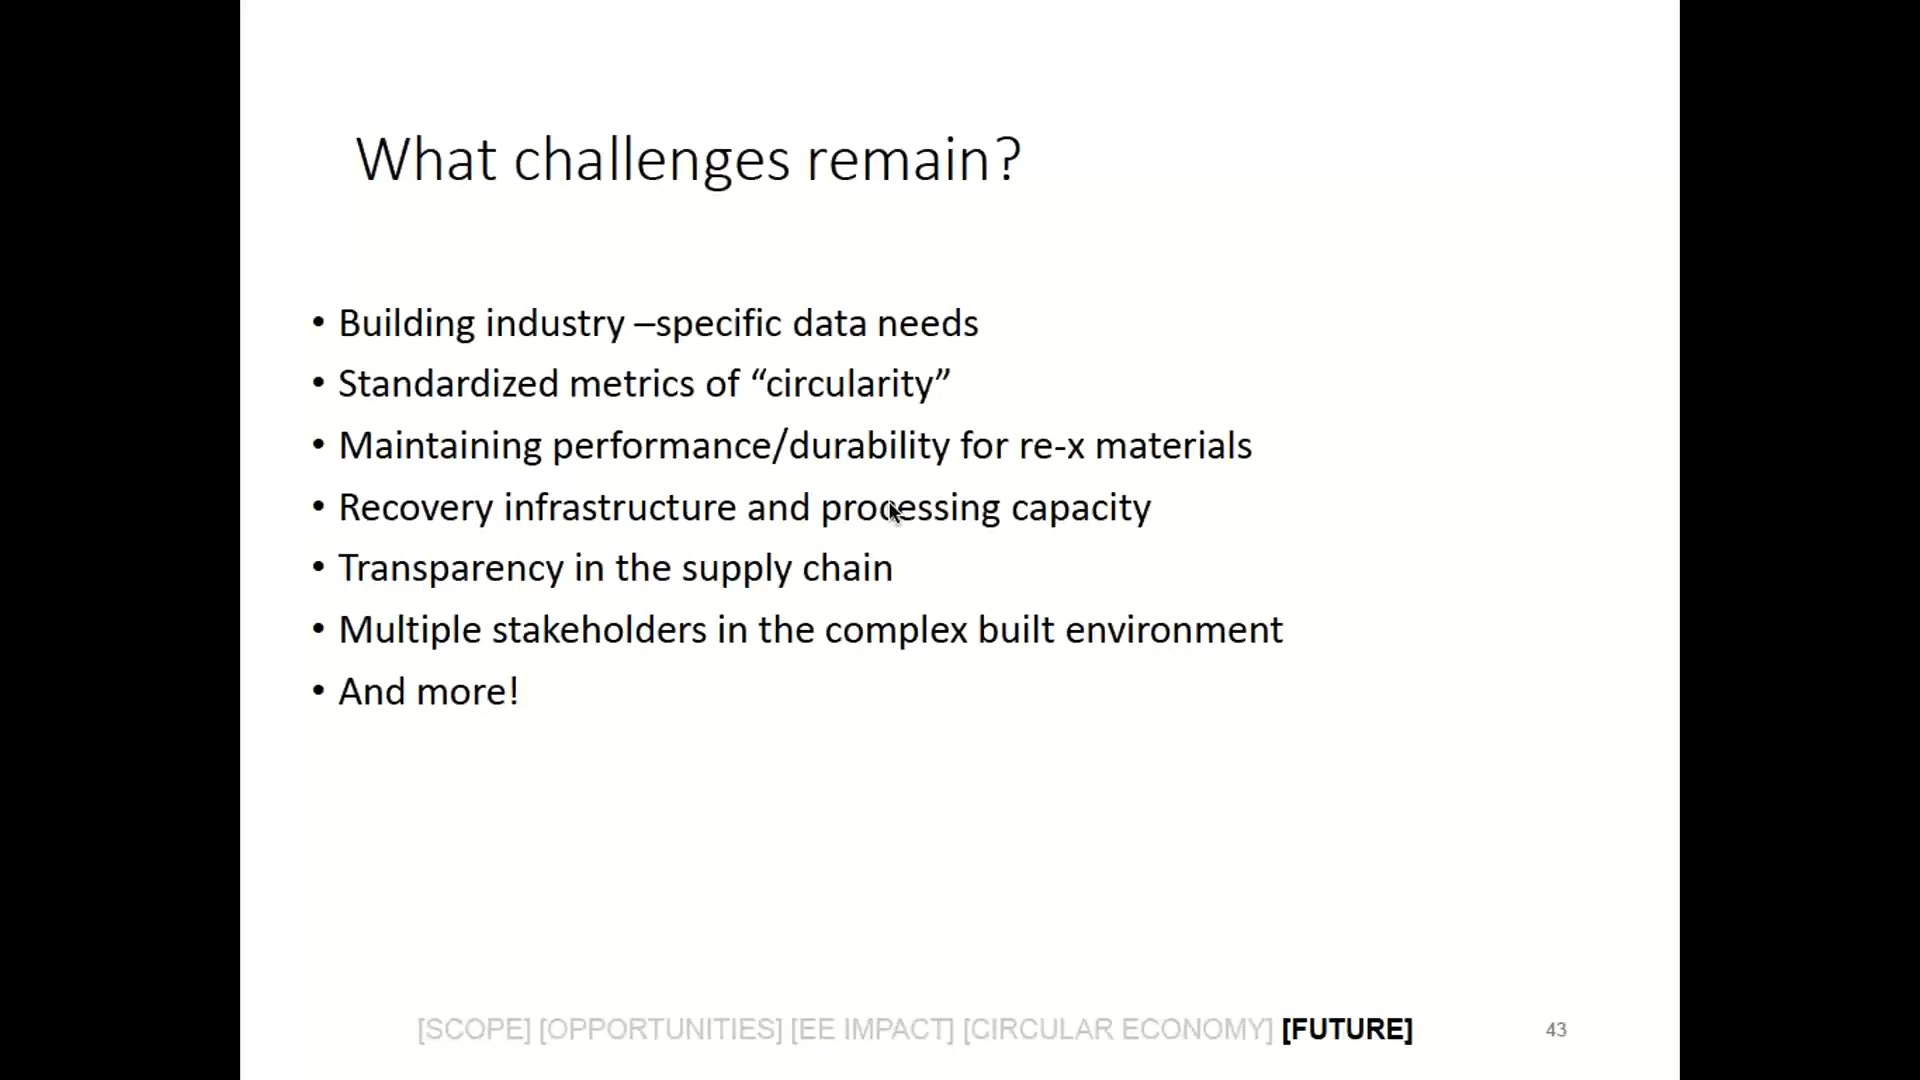 What challenges remain?
• Building industry –specific data needs
• Standardized metrics of “circularity”
• Maintaining performance/durability for re-x materials
• Recovery infrastructure and processing capacity
• Transparency in the supply chain
• Multiple stakeholders in the complex built environment
• And more!
[SCOPE] [OPPORTUNITIES] [EE IMPACT] [CIRCULAR ECONOMY] [FUTURE] 43